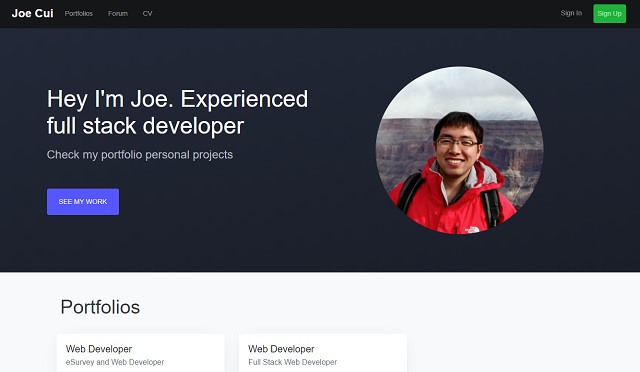 Joe Cui Portfolios Forum CV Sign In Sign Up
Hey I'm Joe. Experienced
full stack developer
Check my portfolio personal projects
SEE MY WORK
Portfolios
Web Developer
eSurvey and Web Developer
Web Developer
Full Stack Web Developer